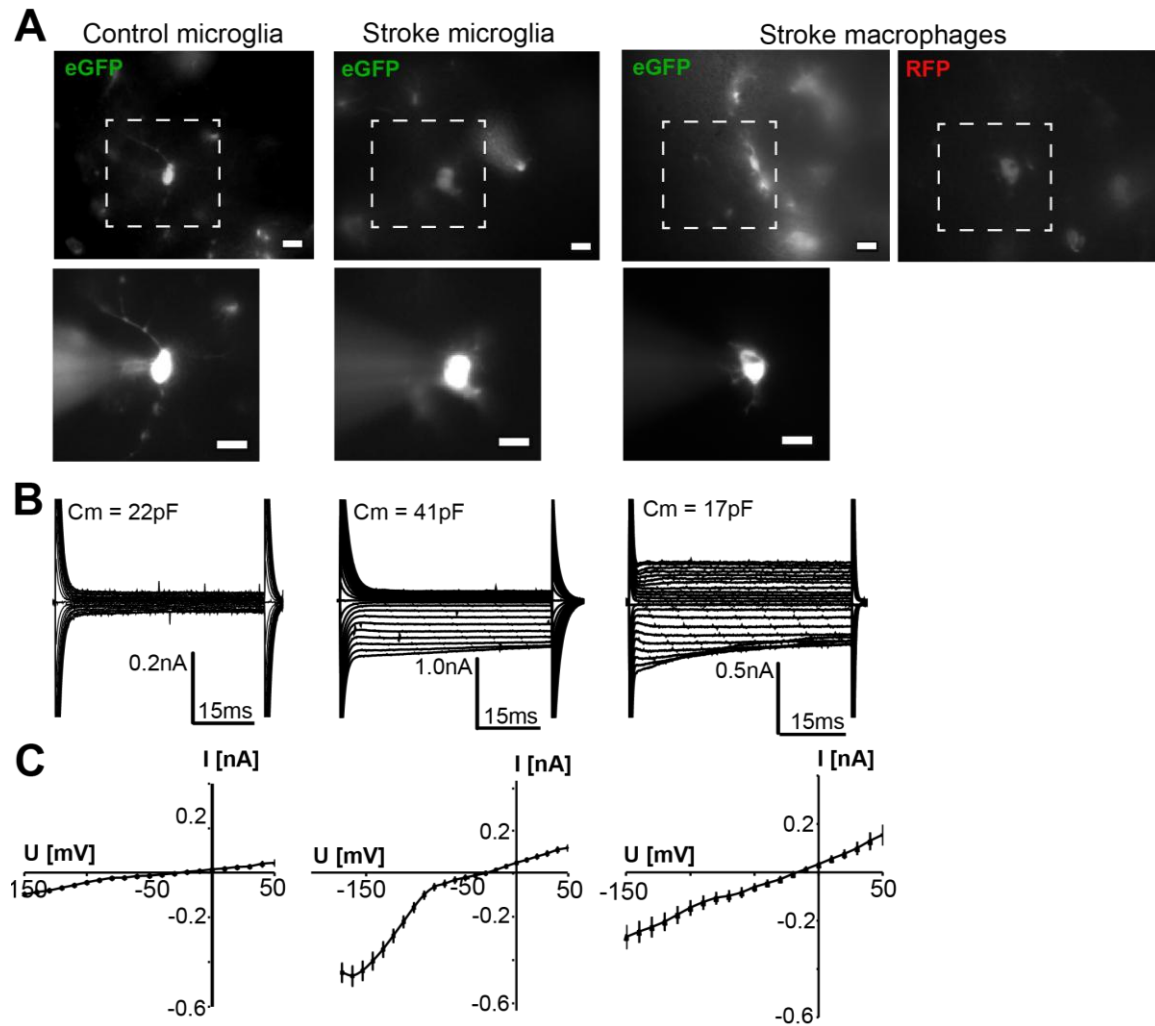 A
Control microglia
Stroke microglia
Stroke macrophages
eGFP
eGFP
eGFP
RFP
B
Cm = 22pF
Cm = 41pF
Cm = 17pF
0.2nA
15ms
1.0nA
15ms
0.5nA
15ms
C
I [nA]
0.2
U [mV]
150
-50
50
-0.2
-0.6
I [nA]
0.2
U [mV]
-150
-50
50
-0.2
-0.6
I [nA]
0.2
U [mV]
-150
50
-0.2
-0.6